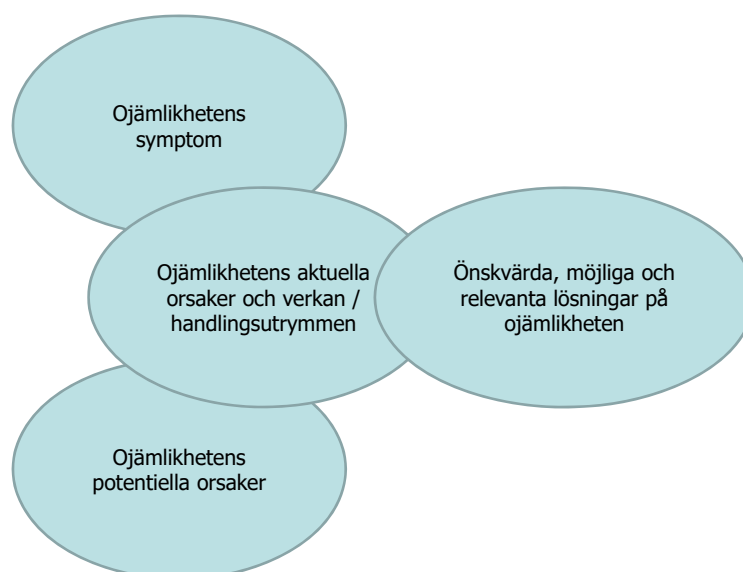 Ojämlikhetens
symptom
Ojämlikhetens aktuella
orsaker och verkan /
handlingsutrymmen
Önskvärda, möjliga och
relevanta lösningar på
ojämlikheten
Ojämlikhetens
potentiella orsaker